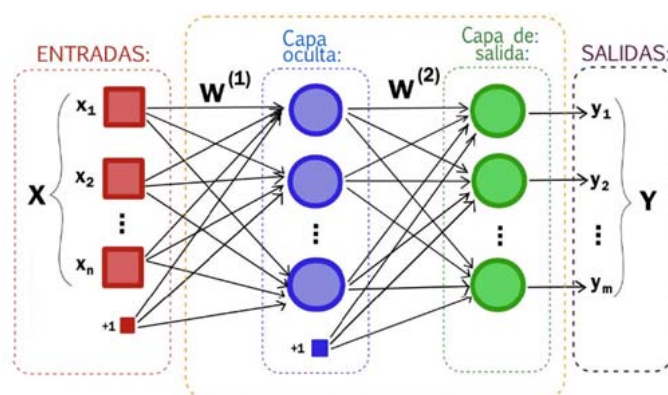 ENTRADAS:
Capa
oculta:
Capa de
salida:
SALIDAS:
W(1)
W(2)
x1
x2
xn
+1
X
+1
y1
y2
ym
Y